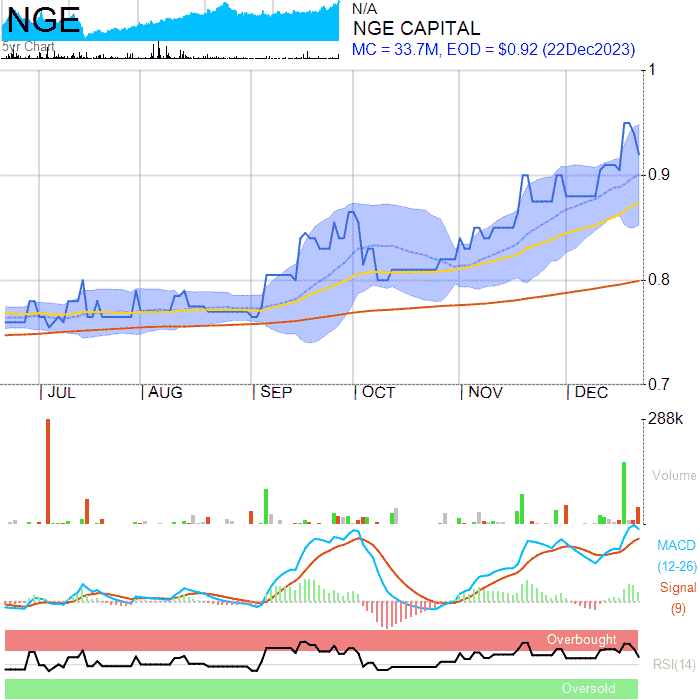 NGE
5yr Chart
N/A
NGE CAPITAL
MC = 33.7M, EOD = $0.92 (22Dec2023)
1
0.9
0.8
0.7
JUL AUG SEP OCT NOV DEC
288k
Volume
MACD
(12-26)
Signal
(9)
Overbought
RSI(14)
Oversold